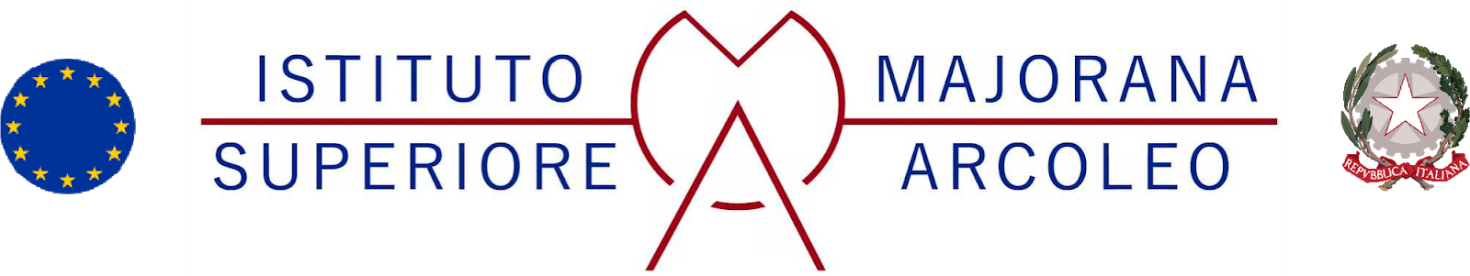 ISTITUTO MAJORANA
SUPERIORE ARCOLEO
REPVBBLICA ITALIANA